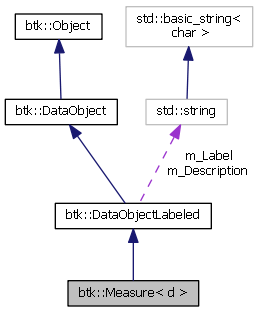 btk::Object
std::basic_string<
char >
btk::DataObject
std::string
m_Label
m_Description
btk::DataObjectLabeled
btk::Measure< d >